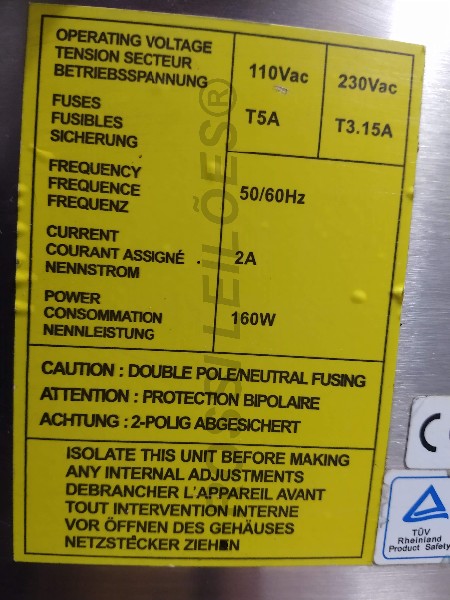 OPERATING VOLTAGE
TENSION SECTEUR
BETRIEBSSPANNUNG
110Vac
230Vac
FUSES
FUSIBLES
SICHERUNG
T5A
T3.15A
FREQUENCY
FREQUENCE
FREQUENZ
50/60Hz
CURRENT
COURANT ASSIGNÉ
NENNSTROM
2A
POWER
CONSOMMATION
NENNLEISTUNG
160W
CAUTION : DOUBLE POLE/NEUTRAL FUSING
ATTENTION : PROTECTION BIPOLAIRE
ACHTUNG : 2-POLIG ABGESICHERT
ISOLATE THIS UNIT BEFORE MAKING
ANY INTERNAL ADJUSTMENTS
DEBRANCHER L'APPAREIL AVANT
TOUT INTERVENTION INTERNE
VOR ÖFFNEN DES GEHÄUSES
NETZSTECKER ZIEHEN
TÜV
Rheinland
Product Safety
LEILÕES®